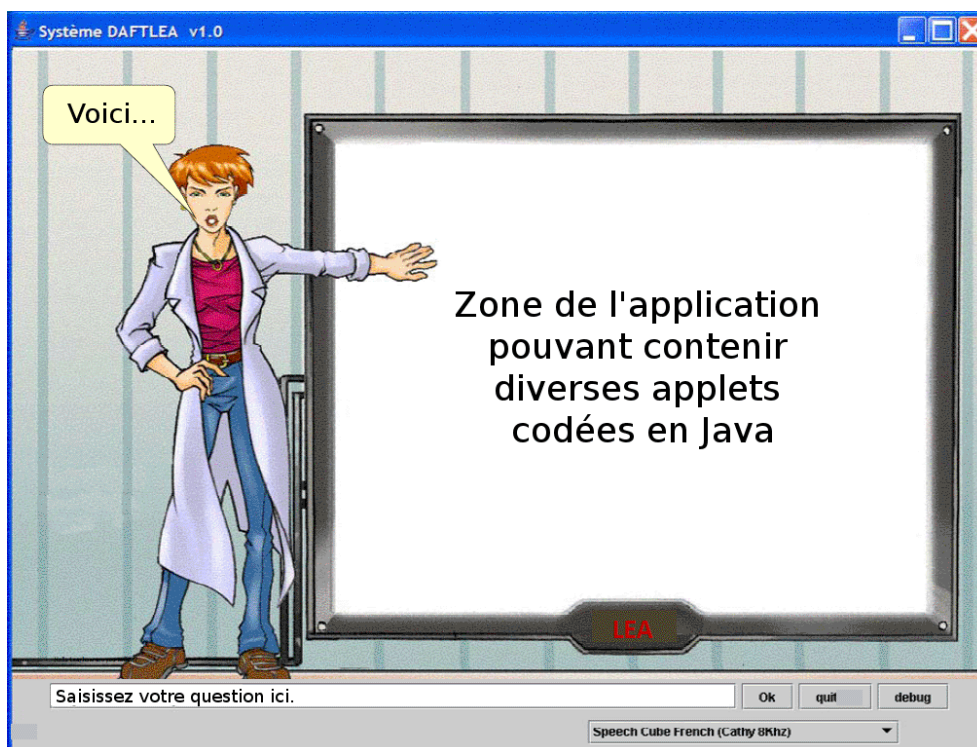 Système DAFTLEA v1.0
Voici...
Zone de l'application
pouvant contenir
diverses applets
codées en Java
LEA
Saisissez votre question ici.
Ok
quit
debug
Speech Cube French (Cathy 8Khz)